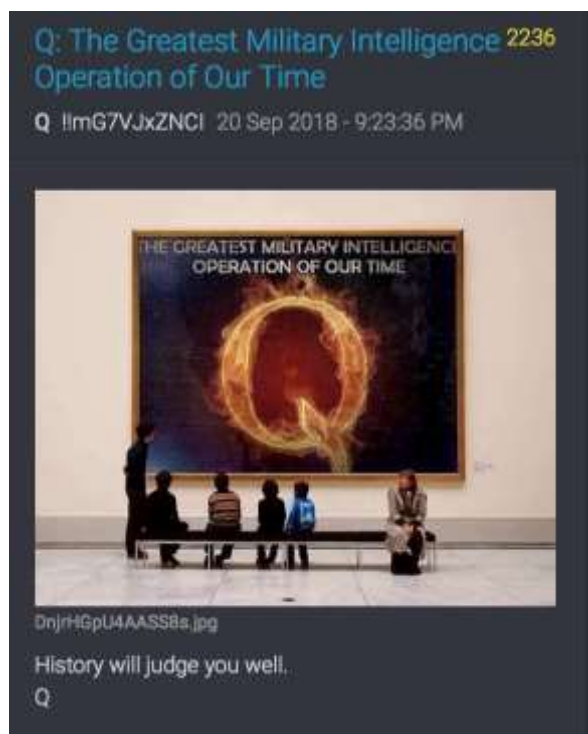 Q: The Greatest Military Intelligence 2236
Operation of Our Time
Q !!mG7VJxZNCI 20 Sep 2018 - 9:23:36 PM
THE GREATEST MILITARY INTELLIGENCE
OPERATION OF OUR TIME
Q
DnjrHGpU4AASS8s.jpg
History will judge you well.
Q